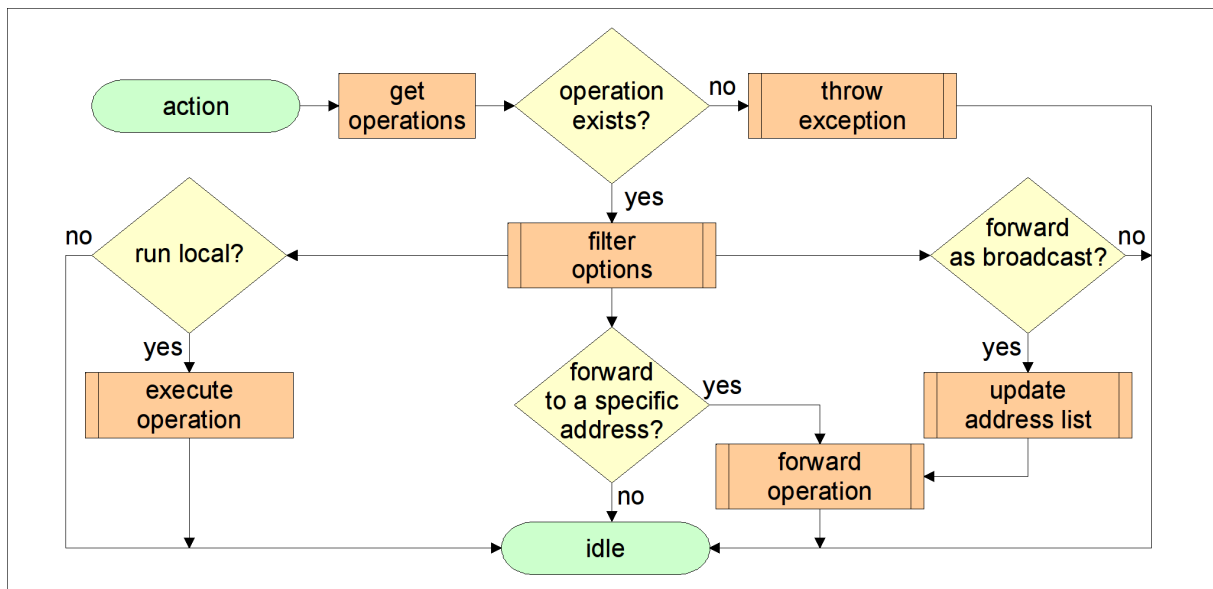 action
get
operations
operation
exists?
no
throw
exception
yes
no
run local?
filter
options
forward
as broadcast?
no
yes
execute
operation
forward
to a specific
address?
yes
yes
update
address list
forward
operation
no
idle